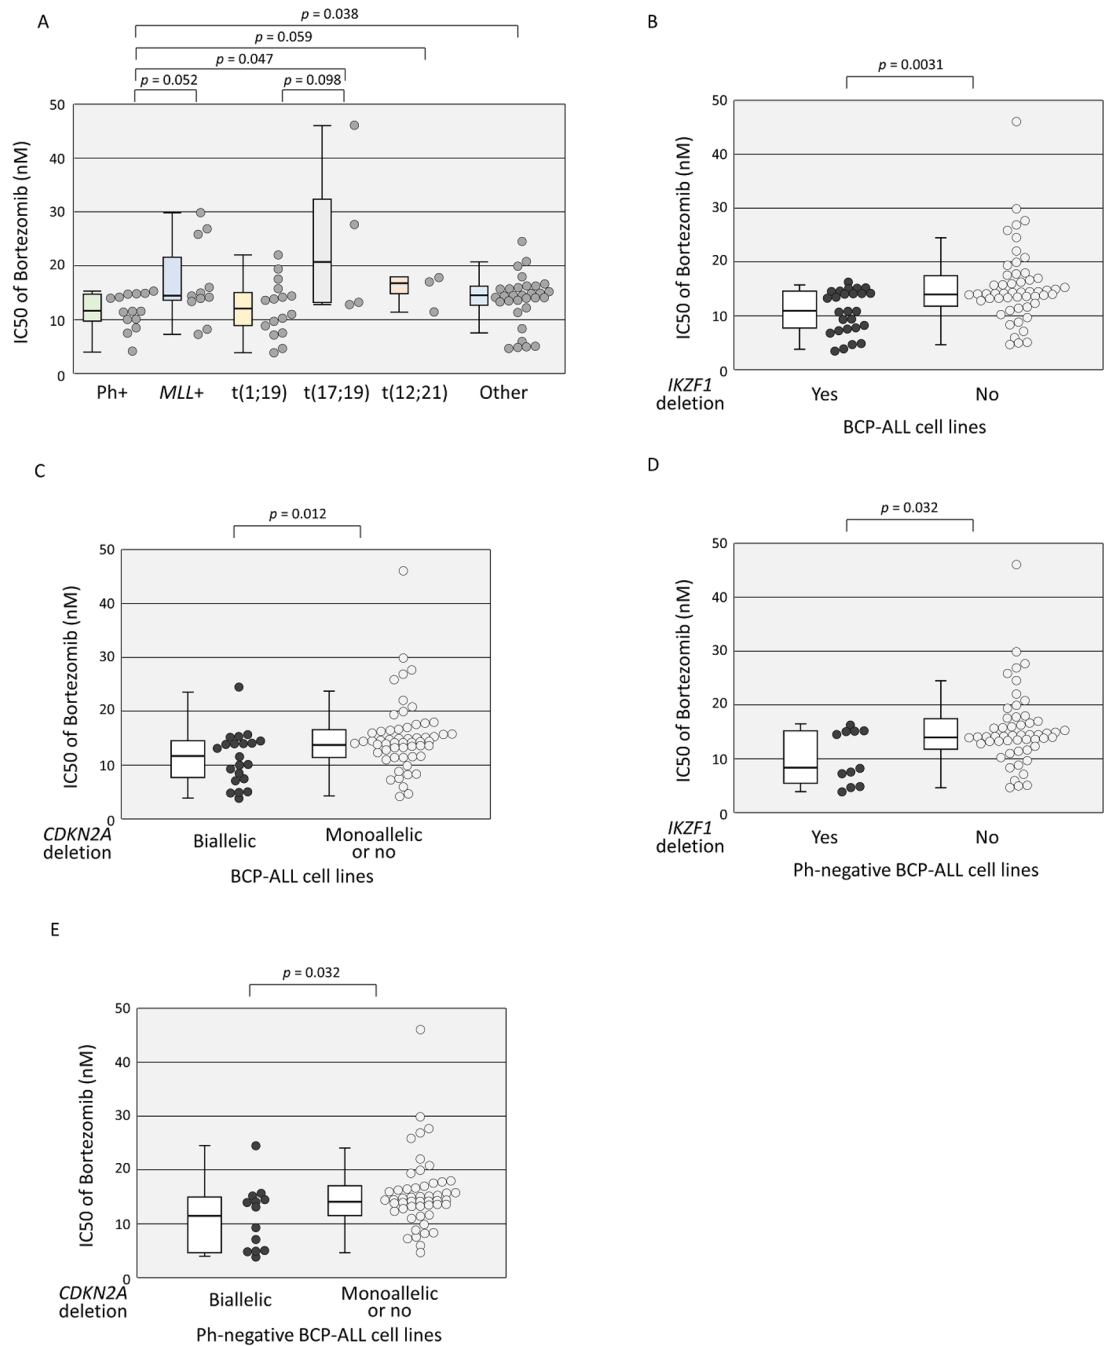 A
p = 0.038
p = 0.059
p = 0.047
p = 0.052
p = 0.098
IC50 of Bortezomib (nM)
50
40
30
20
10
0
Ph+
MLL+
t(1;19)
t(17;19)
t(12;21)
Other
B
p = 0.0031
IC50 of Bortezomib (nM)
50
40
30
20
10
0
IKZF1
deletion
Yes
No
BCP-ALL cell lines
C
p = 0.012
IC50 of Bortezomib (nM)
50
40
30
20
10
0
CDKN2A
deletion
Biallelic
Monoallelic
or no
BCP-ALL cell lines
D
p = 0.032
IC50 of Bortezomib (nM)
50
40
30
20
10
0
IKZF1
deletion
Yes
No
Ph-negative BCP-ALL cell lines
E
p = 0.032
IC50 of Bortezomib (nM)
50
40
30
20
10
0
CDKN2A
deletion
Biallelic
Monoallelic
or no
Ph-negative BCP-ALL cell lines